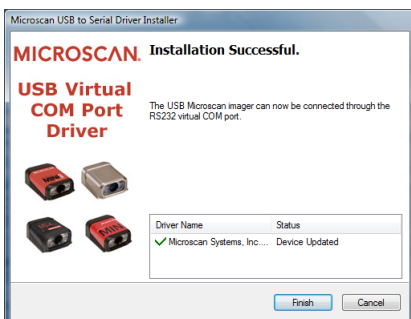 Microscan USB to Serial Driver Installer
MICROSCAN.
Installation Successful.
USB Virtual
COM Port
Driver
The USB Microscan imager can now be connected through the
RS232 virtual COM port.
Driver Name Status
Microscan Systems, Inc.... Device Updated
Finish Cancel